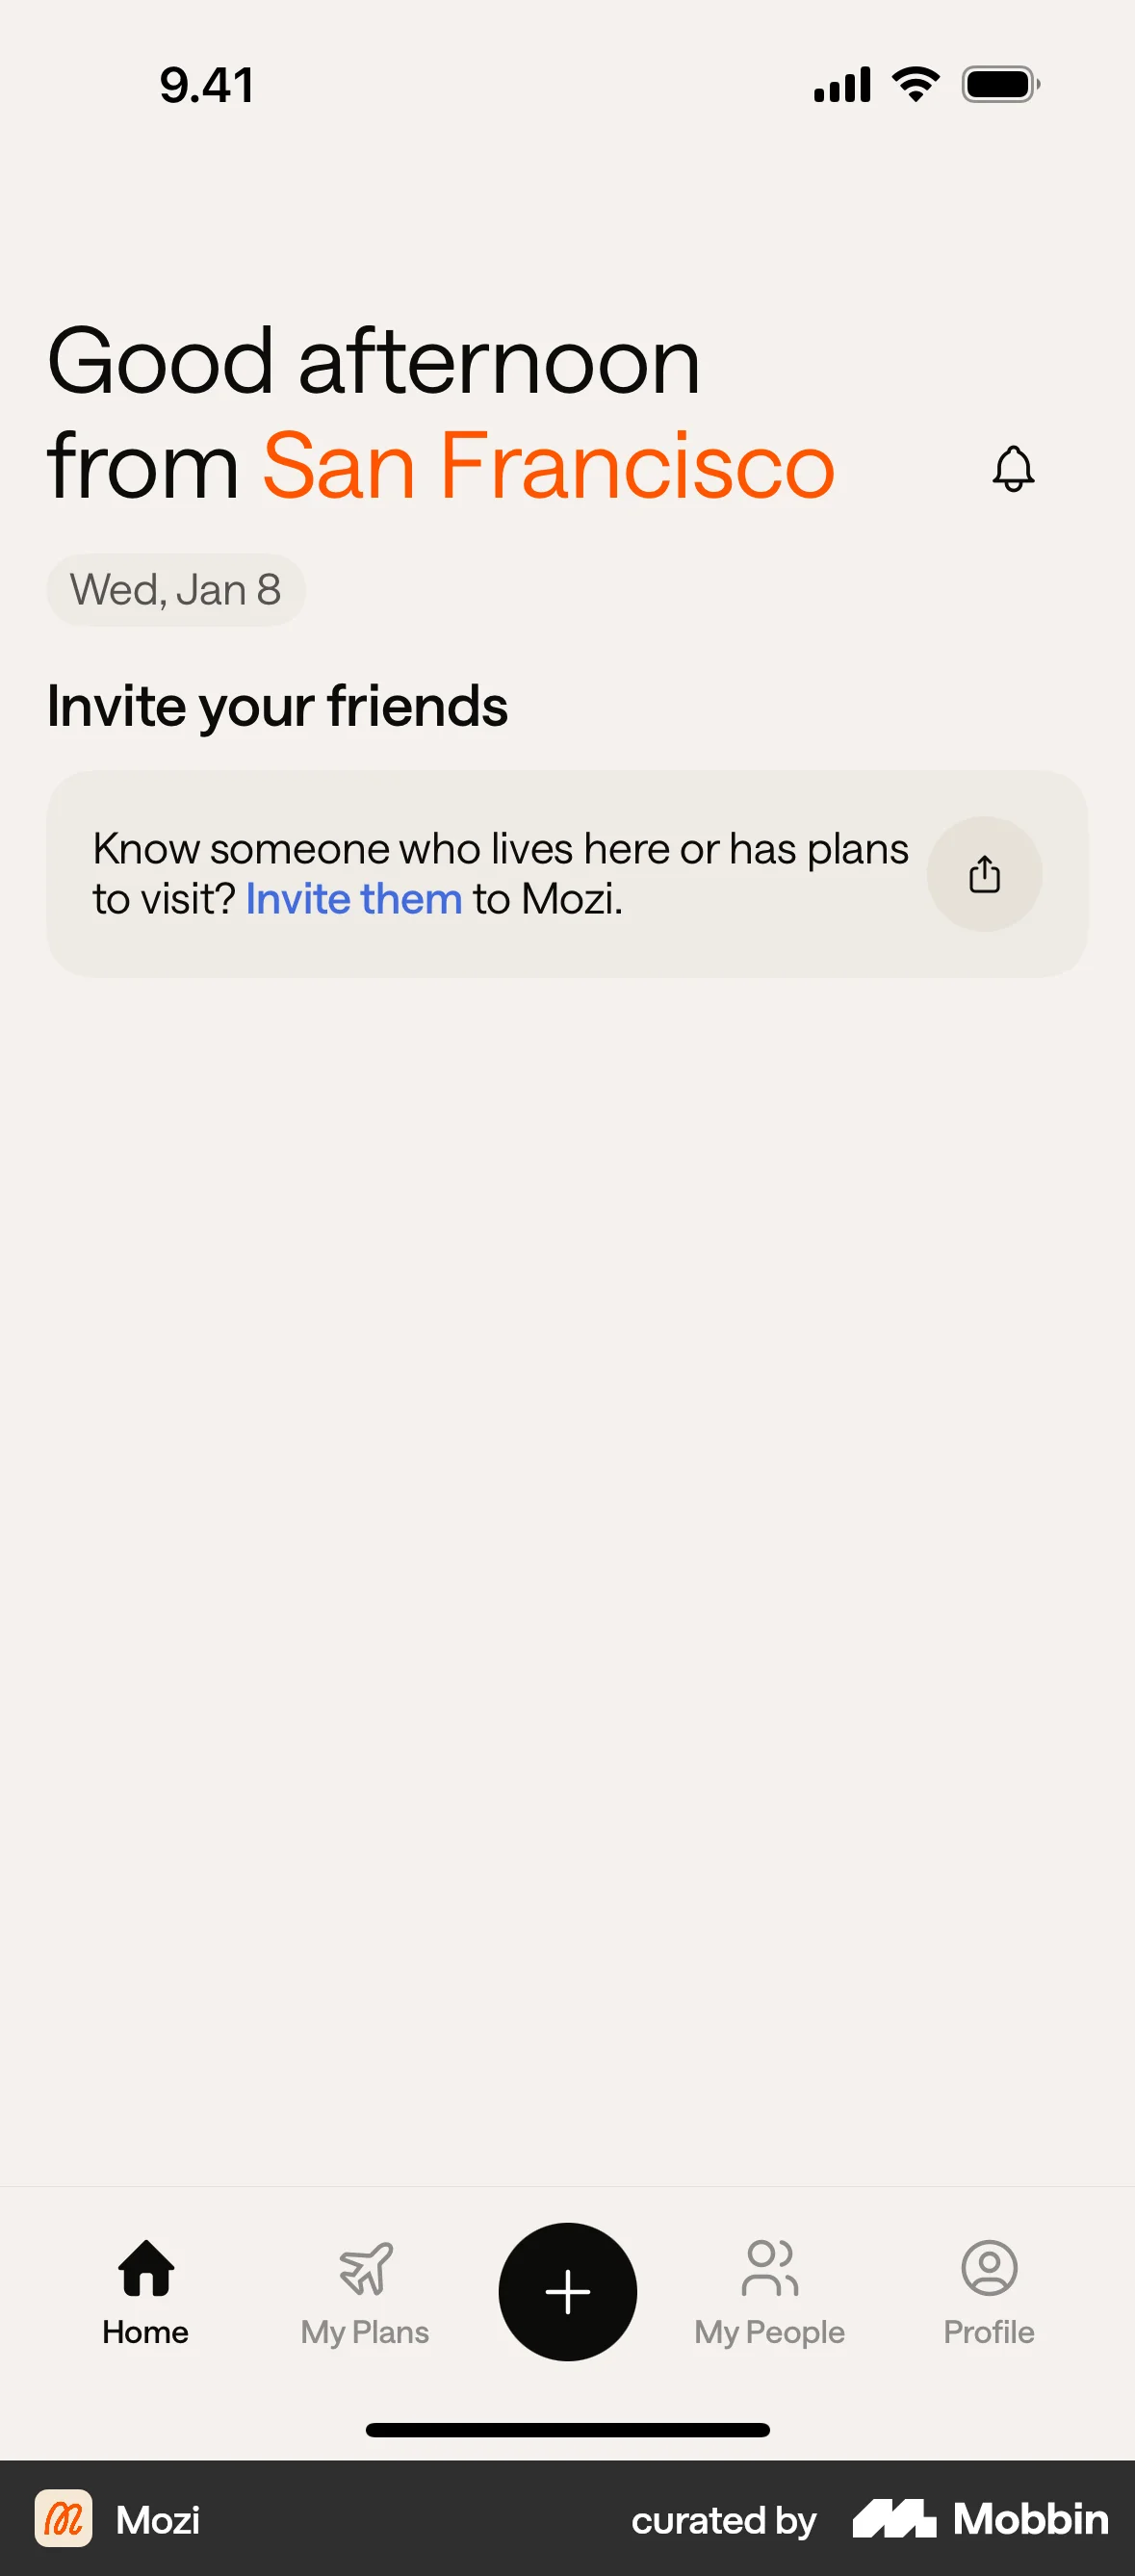 9.41
Good afternoon
from San Francisco
Wed, Jan 8
Invite your friends
Know someone who lives here or has plans
to visit? Invite them to Mozi.
Home
My Plans
My People
Profile
Mozi
curated by Mobbin